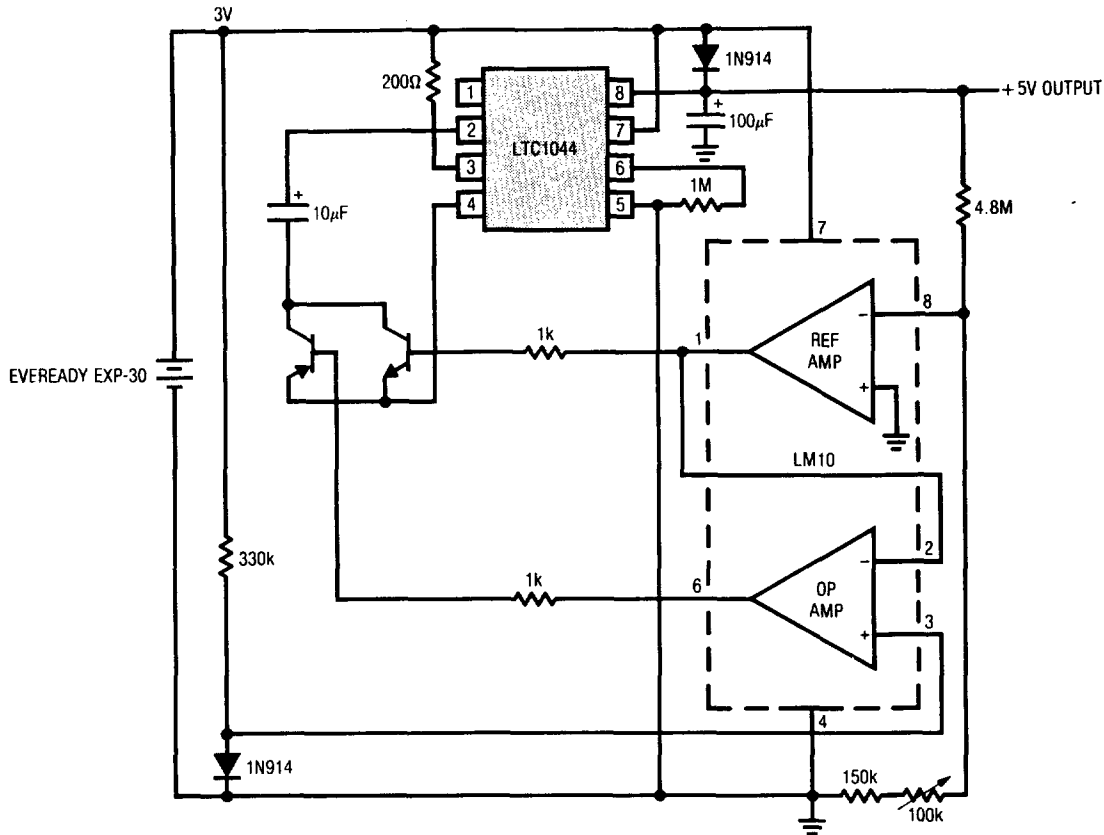 3V
1N914
200Ω
1
2
3
4
LTC1044
8
7
6
5
+
100µF
+ 5V OUTPUT
1M
+
10µF
4.8M
7
8
1k
1
REF
AMP
−
+
EVEREADY EXP-30
LM10
330k
2
1k
6
OP
AMP
−
+
3
4
1N914
150k
100k